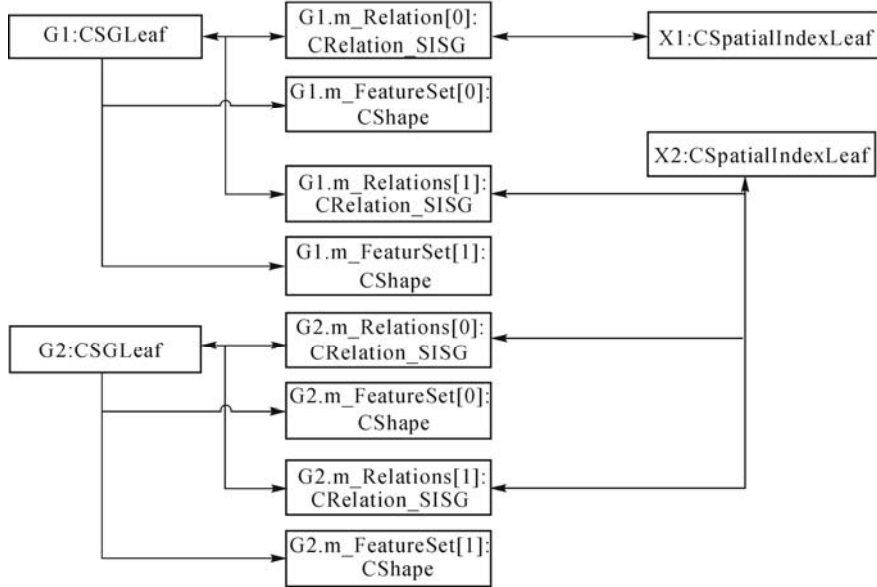 G1:CSGLeaf
G1.m_Relation[0]:
CRelation_SISG
X1:CSpatialIndexLeaf
G1.m_FeatureSet[0]:
CShape
X2:CSpatialIndexLeaf
G1.m_Relations[1]:
CRelation_SISG
G1.m_FeaturSet[1]:
CShape
G2:CSGLeaf
G2.m_Relations[0]:
CRelation_SISG
G2.m_FeatureSet[0]:
CShape
G2.m_Relations[1]:
CRelation_SISG
G2.m_FeatureSet[1]:
CShape